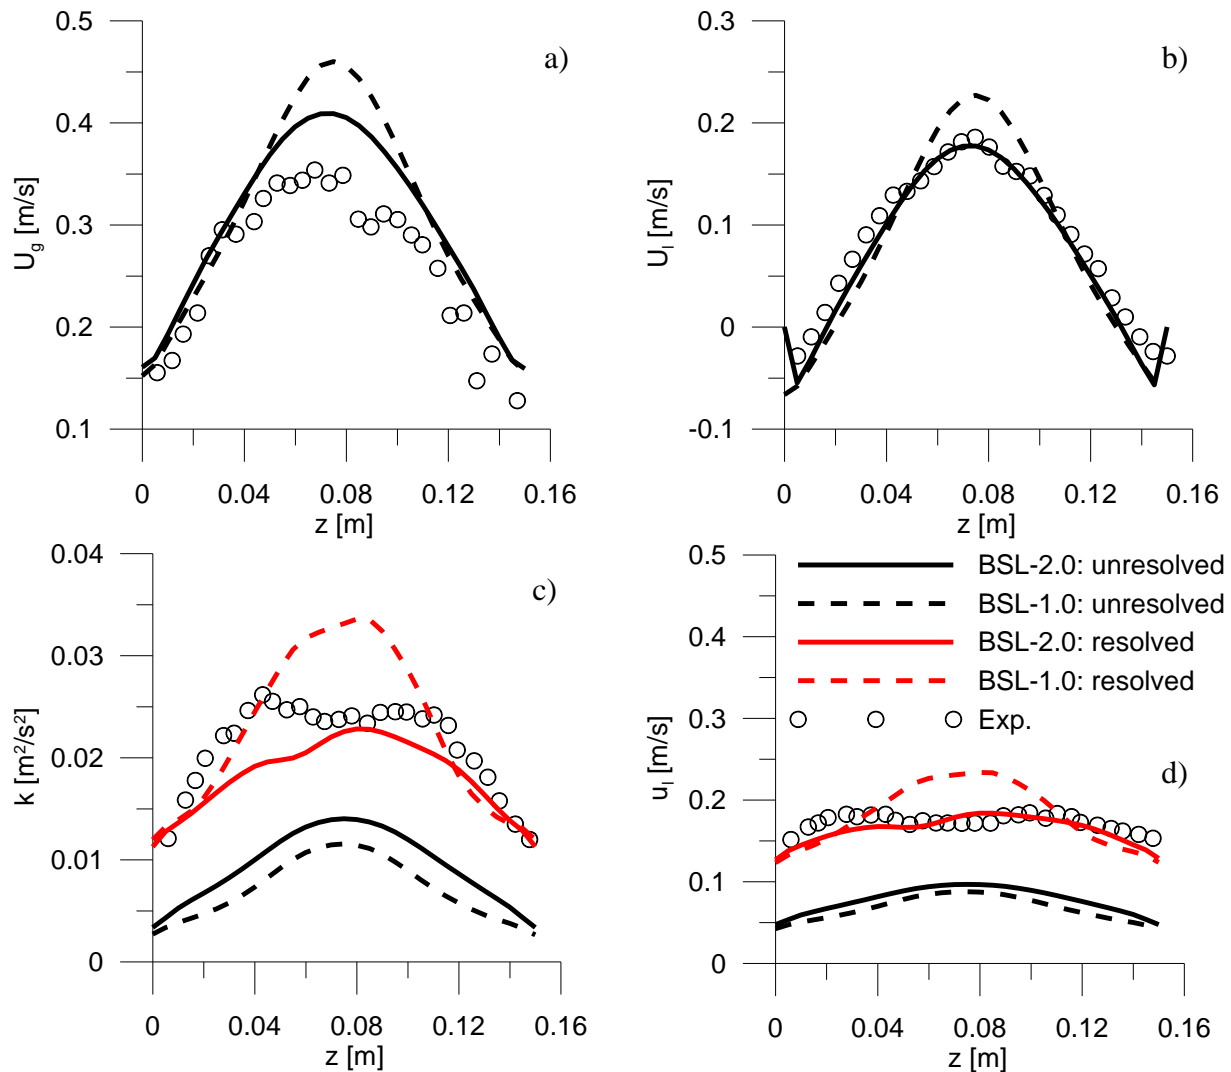 0.5
0.4
0.3
0.2
0.1
U_g [m/s]
a)
0 0.04 0.08 0.12 0.16
z [m]
0.3
0.2
0.1
0
-0.1
U_l [m/s]
b)
0 0.04 0.08 0.12 0.16
z [m]
0.04
0.03
0.02
0.01
0
k [m²/s²]
c)
0 0.04 0.08 0.12 0.16
z [m]
0.5
0.4
0.3
0.2
0.1
0
u_l [m/s]
BSL-2.0: unresolved
BSL-1.0: unresolved
BSL-2.0: resolved
BSL-1.0: resolved
Exp.
d)
0 0.04 0.08 0.12 0.16
z [m]